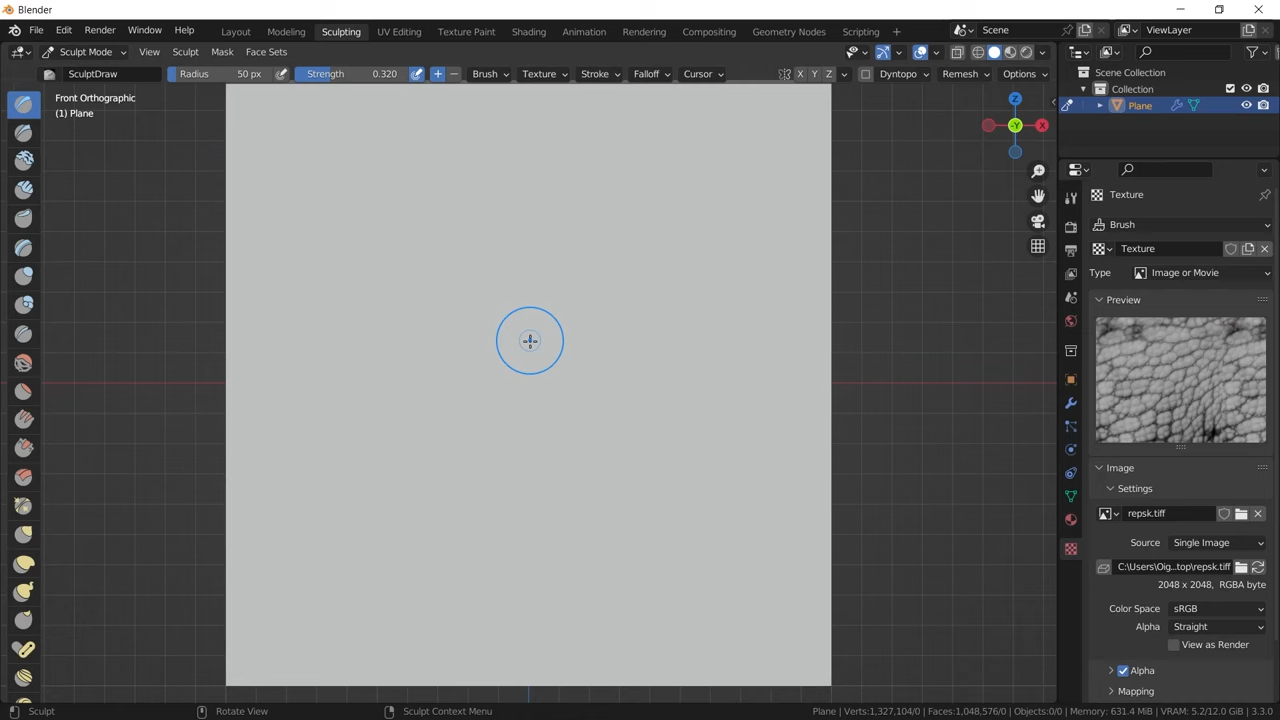 Blender
File Edit Render Window Help
Layout Modeling Sculpting UV Editing Texture Paint Shading Animation Rendering Compositing Geometry Nodes Scripting
Scene
ViewLayer
Sculpt Mode View Sculpt Mask Face Sets
SculptDraw Radius 50 px Strength 0.320 Brush Texture Stroke Falloff Cursor X Y Z Dyntopo Remesh Options
Front Orthographic
(1) Plane
Z
-Y
X
Scene Collection
Collection
Plane
Texture
Brush
Texture
Type Image or Movie
Preview
Image
Settings
repsk.tiff
Source Single Image
C:\Users\Oig...top\repsk.tiff
2048 x 2048, RGBA byte
Color Space sRGB
Alpha Straight
View as Render
Alpha
Mapping
Sculpt Rotate View Sculpt Context Menu Plane | Verts:1,327,104/0 | Faces:1,048,576/0 | Objects:0/0 | Memory: 631.4 MiB | VRAM: 5.2/12.0 GiB | 3.3.0